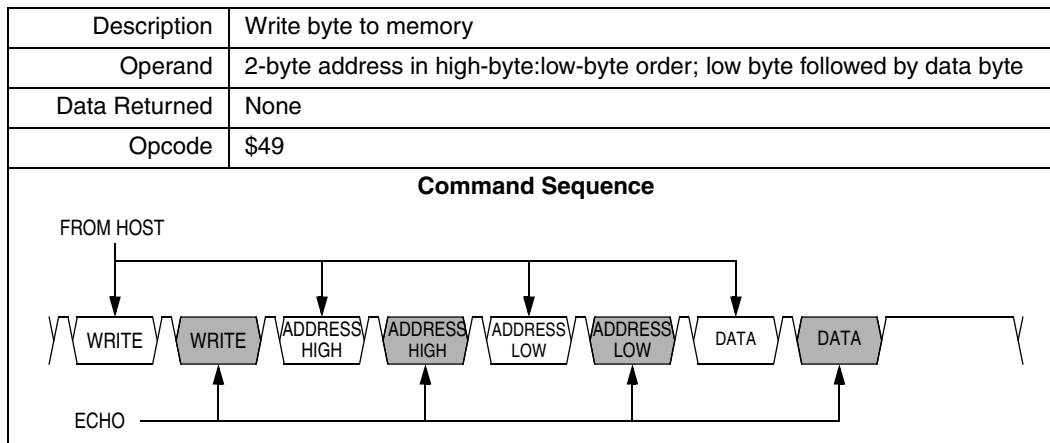 Description Write byte to memory
Operand 2-byte address in high-byte:low-byte order; low byte followed by data byte
Data Returned None
Opcode $49
Command Sequence
FROM HOST
WRITE WRITE ADDRESS HIGH ADDRESS HIGH ADDRESS LOW ADDRESS LOW DATA DATA
ECHO